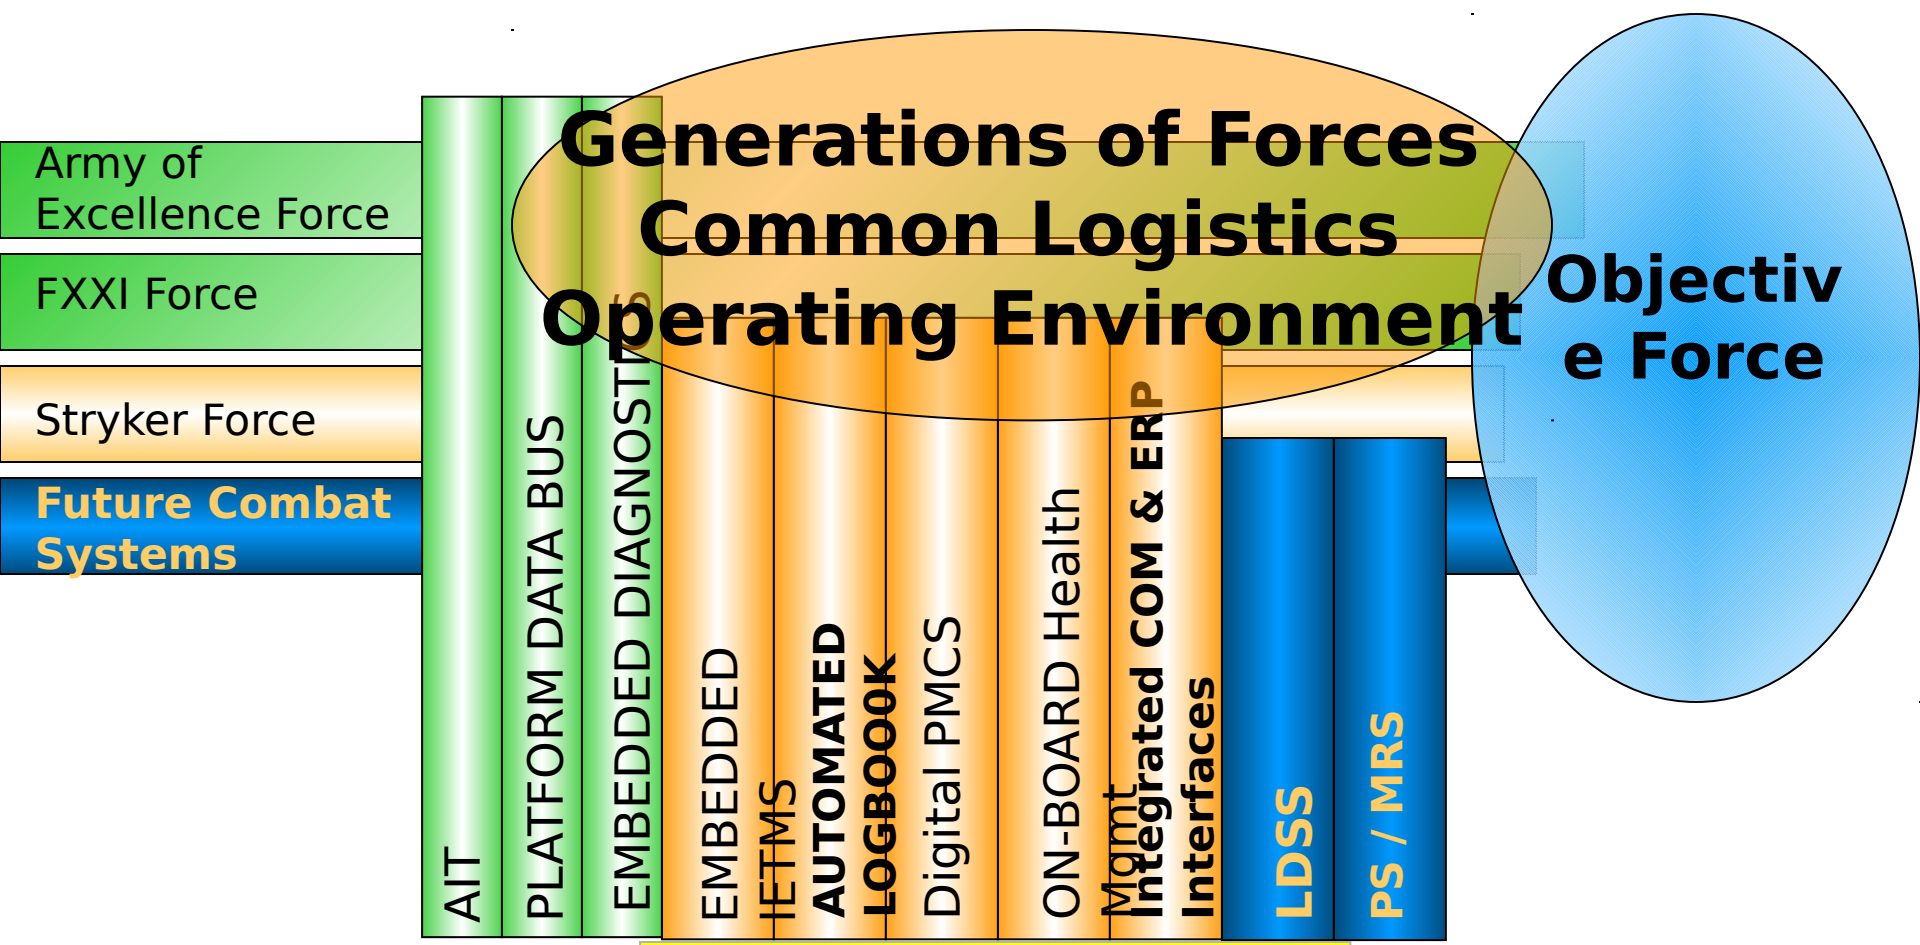 Generations of Forces
Common Logistics
Operating Environment
Objectiv
e Force
Army of
Excellence Force
FXXI Force
Stryker Force
Future Combat
Systems
AIT
PLATFORM DATA BUS
EMBEDDED DIAGNOSTICS
EMBEDDED
IETMS
AUTOMATED
LOGBOO0K
Digital PMCS
ON-BOARD Health
Mgmt
Integrated COM & ERP
Interfaces
LDSS
PS / MRS